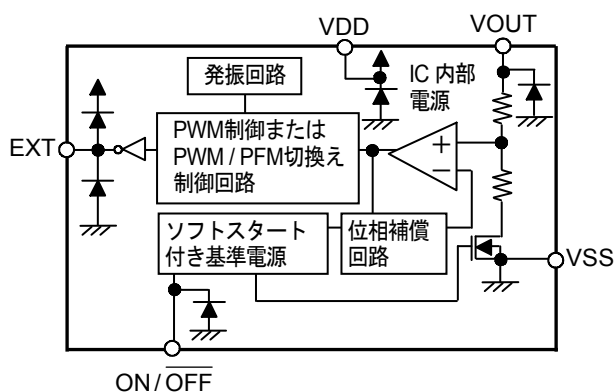 VDD
VOUT
発振回路
IC 内部
電源
EXT
PWM制御または
PWM / PFM切換え
制御回路
+
−
ソフトスタート
付き基準電源
位相補償
回路
VSS
ON / OFF